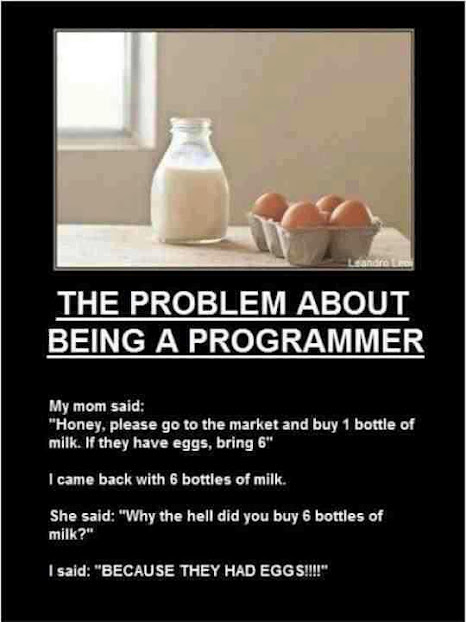 Leandro Leni
THE PROBLEM ABOUT
BEING A PROGRAMMER
My mom said:
"Honey, please go to the market and buy 1 bottle of
milk. If they have eggs, bring 6"
I came back with 6 bottles of milk.
She said: "Why the hell did you buy 6 bottles of
milk?"
I said: "BECAUSE THEY HAD EGGS!!!!"